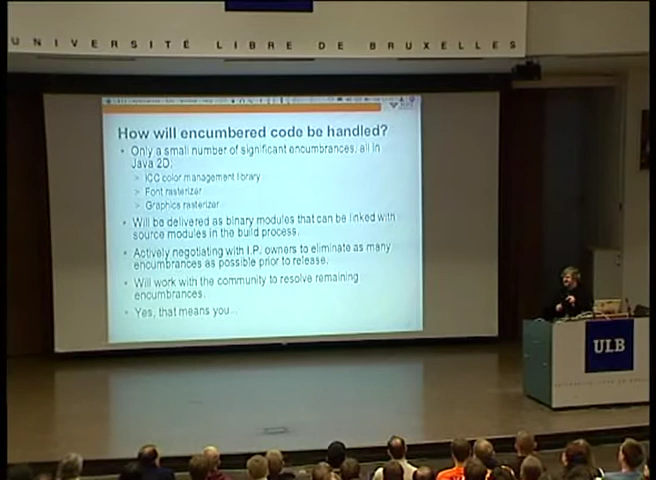 UNIVERSITÉ LIBRE DE BRUXELLES
How will encumbered code be handled?
• Only a small number of significant encumbrances, all in
Java 2D:
> ICC color management library
> Font rasterizer
> Graphics rasterizer
• Will be delivered as binary modules that can be linked with
source modules in the build process.
• Actively negotiating with I.P. owners to eliminate as many
encumbrances as possible prior to release.
• Will work with the community to resolve remaining
encumbrances.
• Yes, that means you...
ULB